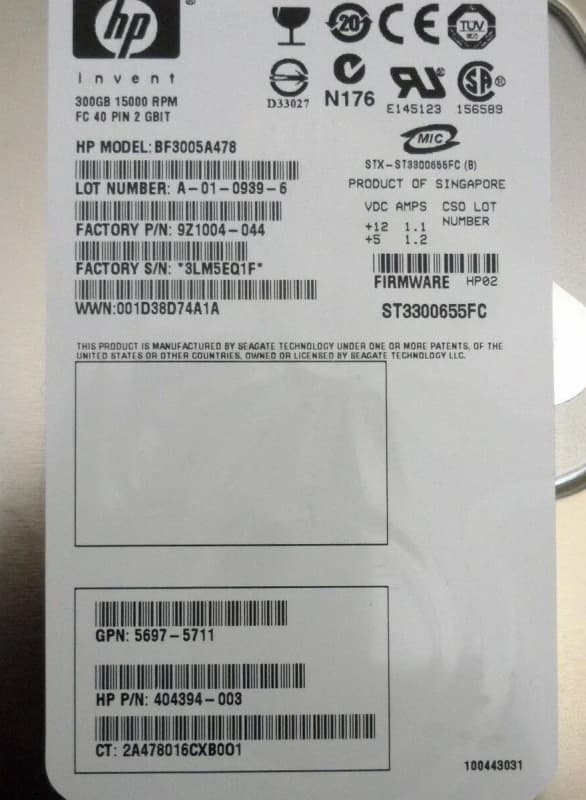 hp
invent
300GB 15000 RPM
FC 40 PIN 2 GBIT
20
CE
TUV
D33027
N176
E145123
156589
HP MODEL: BF3005A478
LOT NUMBER: A-01-0939-6
FACTORY P/N: 9Z1004-044
FACTORY S/N: *3LM5EQ1F*
WWN:001D38D74A1A
MIC
STX-ST3300655FC (B)
PRODUCT OF SINGAPORE
VDC AMPS CSO LOT
NUMBER
+12 1.1
+5 1.2
FIRMWARE HP02
ST3300655FC
THIS PRODUCT IS MANUFACTURED BY SEAGATE TECHNOLOGY UNDER ONE OR MORE PATENTS, OF THE
UNITED STATES OR OTHER COUNTRIES, OWNED OR LICENSED BY SEAGATE TECHNOLOGY LLC.
GPN: 5697-5711
HP P/N: 404394-003
CT: 2A478016CXB0O1
100443031